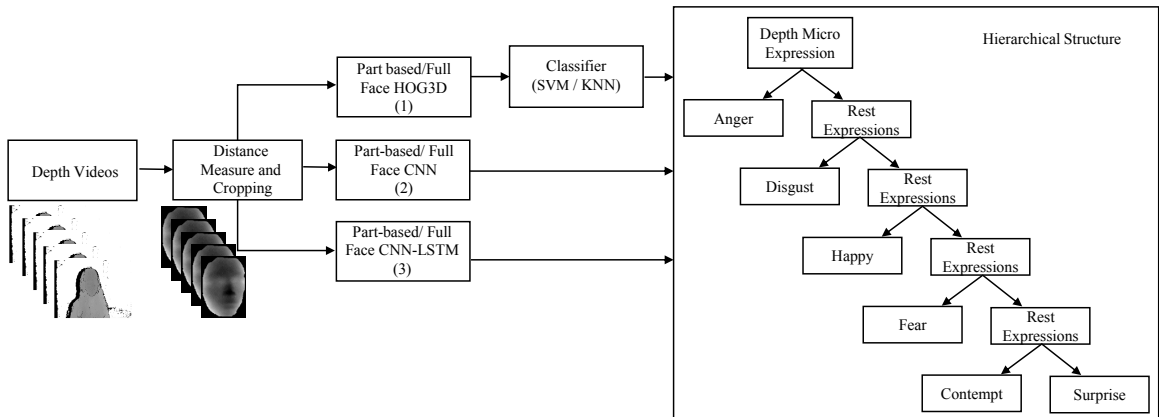 Depth Videos
Distance
Measure and
Cropping
Part based/Full
Face HOG3D
(1)
Classifier
(SVM / KNN)
Part-based/ Full
Face CNN
(2)
Part-based/ Full
Face CNN-LSTM
(3)
Hierarchical Structure
Depth Micro
Expression
Anger
Rest
Expressions
Disgust
Rest
Expressions
Happy
Rest
Expressions
Fear
Rest
Expressions
Contempt
Surprise